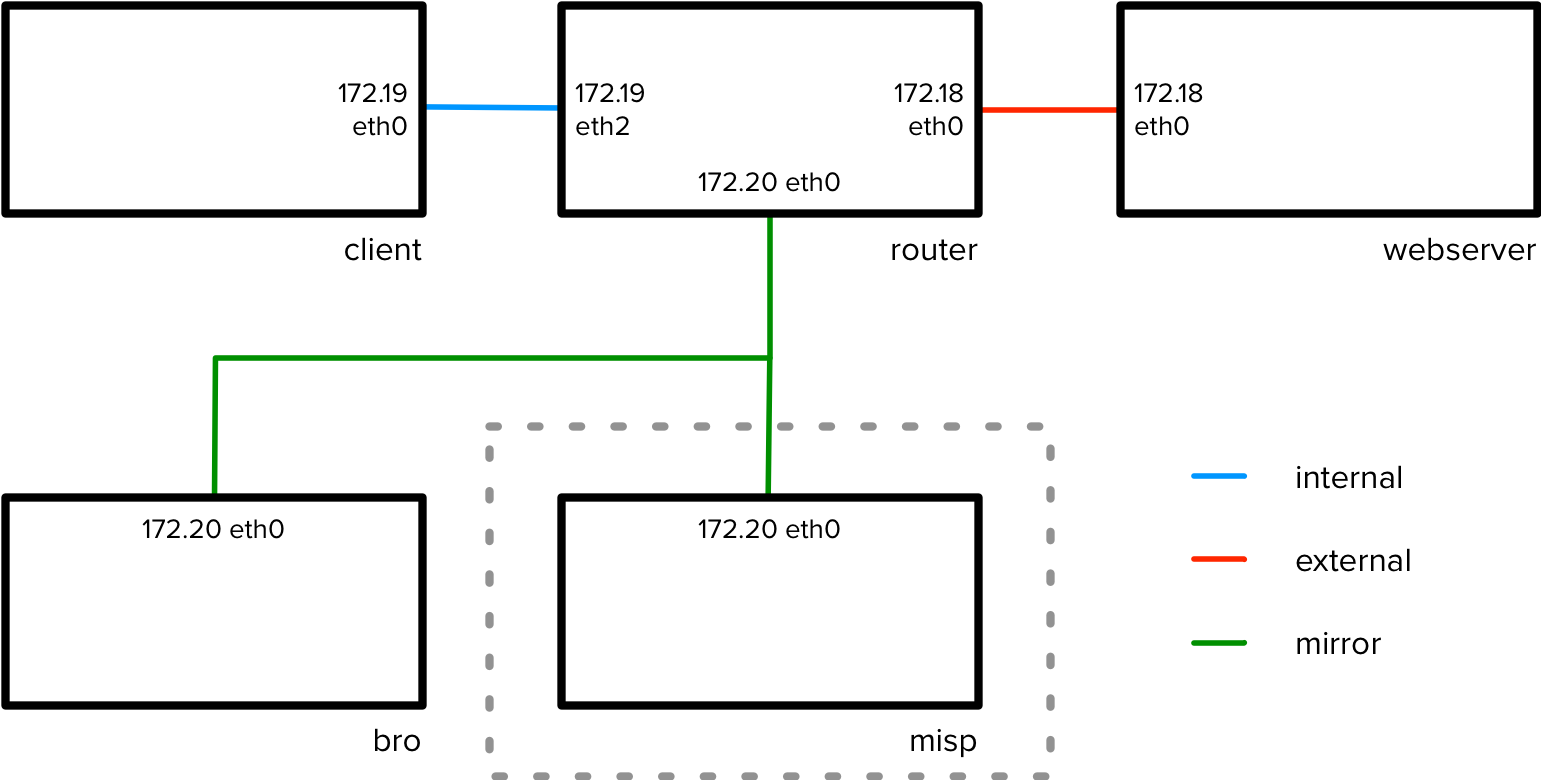 172.19
eth0
client
172.19
eth2
172.18
eth0
172.20 eth0
router
172.18
eth0
webserver
172.20 eth0
bro
172.20 eth0
misp
internal
external
mirror